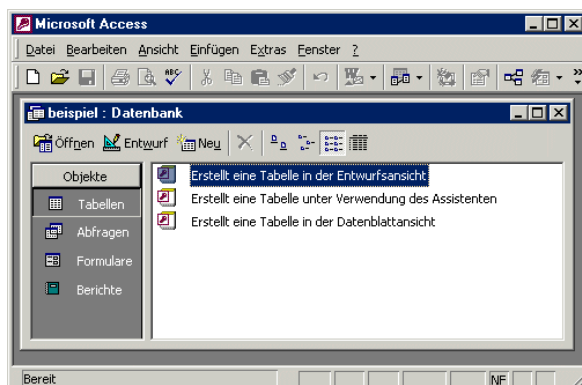 Microsoft Access
Datei Bearbeiten Ansicht Einfügen Extras Fenster ?
ABC
beispiel : Datenbank
Öffnen Entwurf Neu
Objekte
Tabellen
Abfragen
Formulare
Berichte
Erstellt eine Tabelle in der Entwurfsansicht
Erstellt eine Tabelle unter Verwendung des Assistenten
Erstellt eine Tabelle in der Datenblattansicht
Bereit
NF